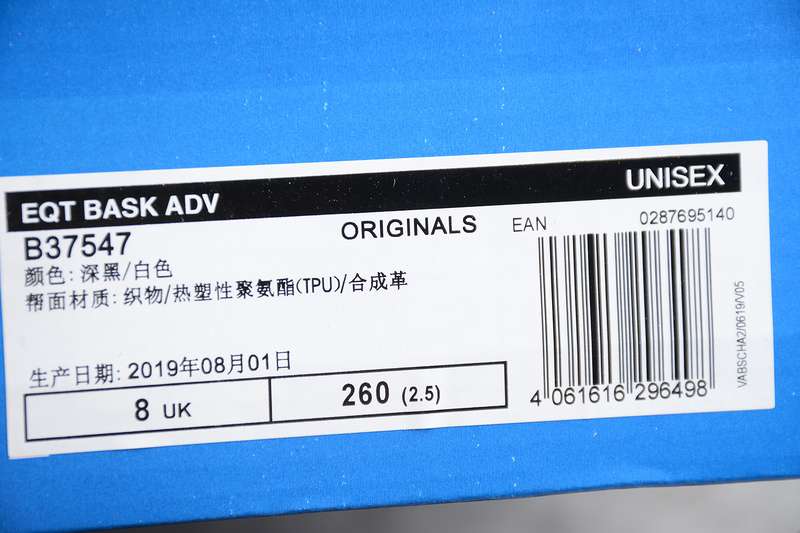 EQT BASK ADV
UNISEX
B37547
ORIGINALS
EAN
0287695140
颜色: 深黑/白色
帮面材质: 织物/热塑性聚氨酯(TPU)/合成革
生产日期: 2019年08月01日
8 UK
260 (2.5)
4 061616 296498
VABSCHA2/0619/V05